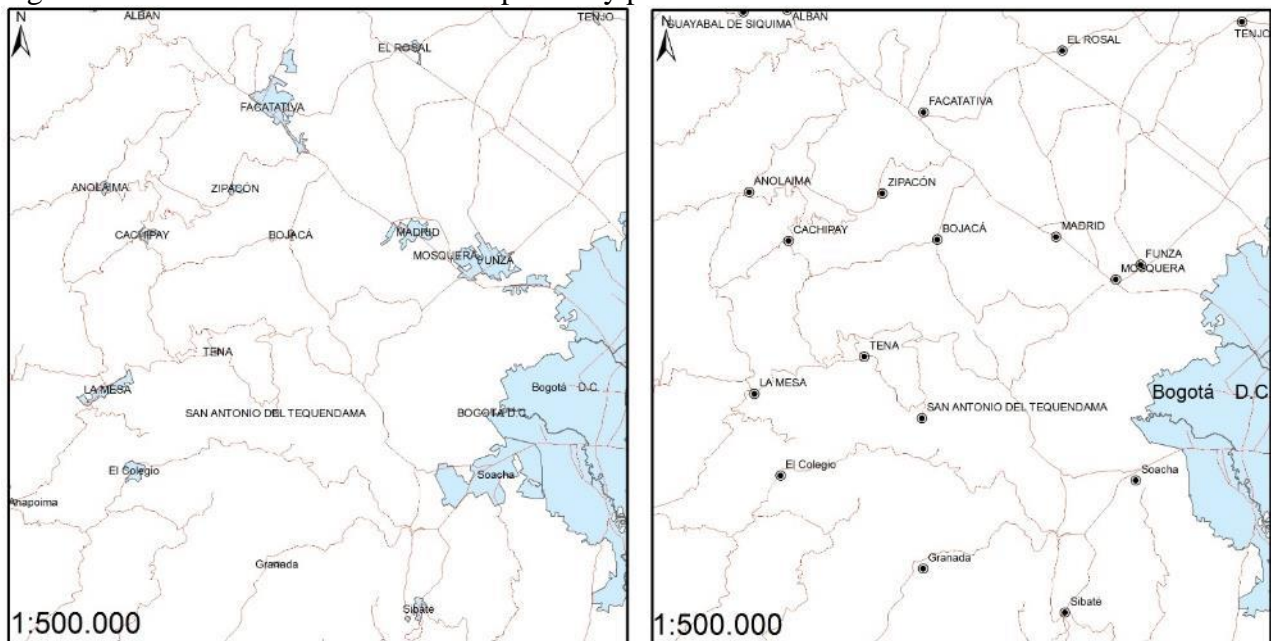 N
ALBAN
TENJO
EL ROSAL
FACATATIVA
ANOLAIMA
ZIPACÓN
CACHIPAY
BOJACÁ
MADRID
MOSQUERA
FUNZA
TENA
LA MESA
Bogotá D.C.
SAN ANTONIO DEL TEQUENDAMA
BOGOTÁ D.C.
El Colegio
Soacha
Anapoima
Granada
Sibaté
1:500.000
N
ALBAN
GUAYABAL DE SIQUIMA
TENJO
EL ROSAL
FACATATIVA
ANOLAIMA
ZIPACÓN
CACHIPAY
BOJACÁ
MADRID
FUNZA
MOSQUERA
TENA
LA MESA
Bogotá D.C.
SAN ANTONIO DEL TEQUENDAMA
El Colegio
Soacha
Granada
Sibaté
1:500.000